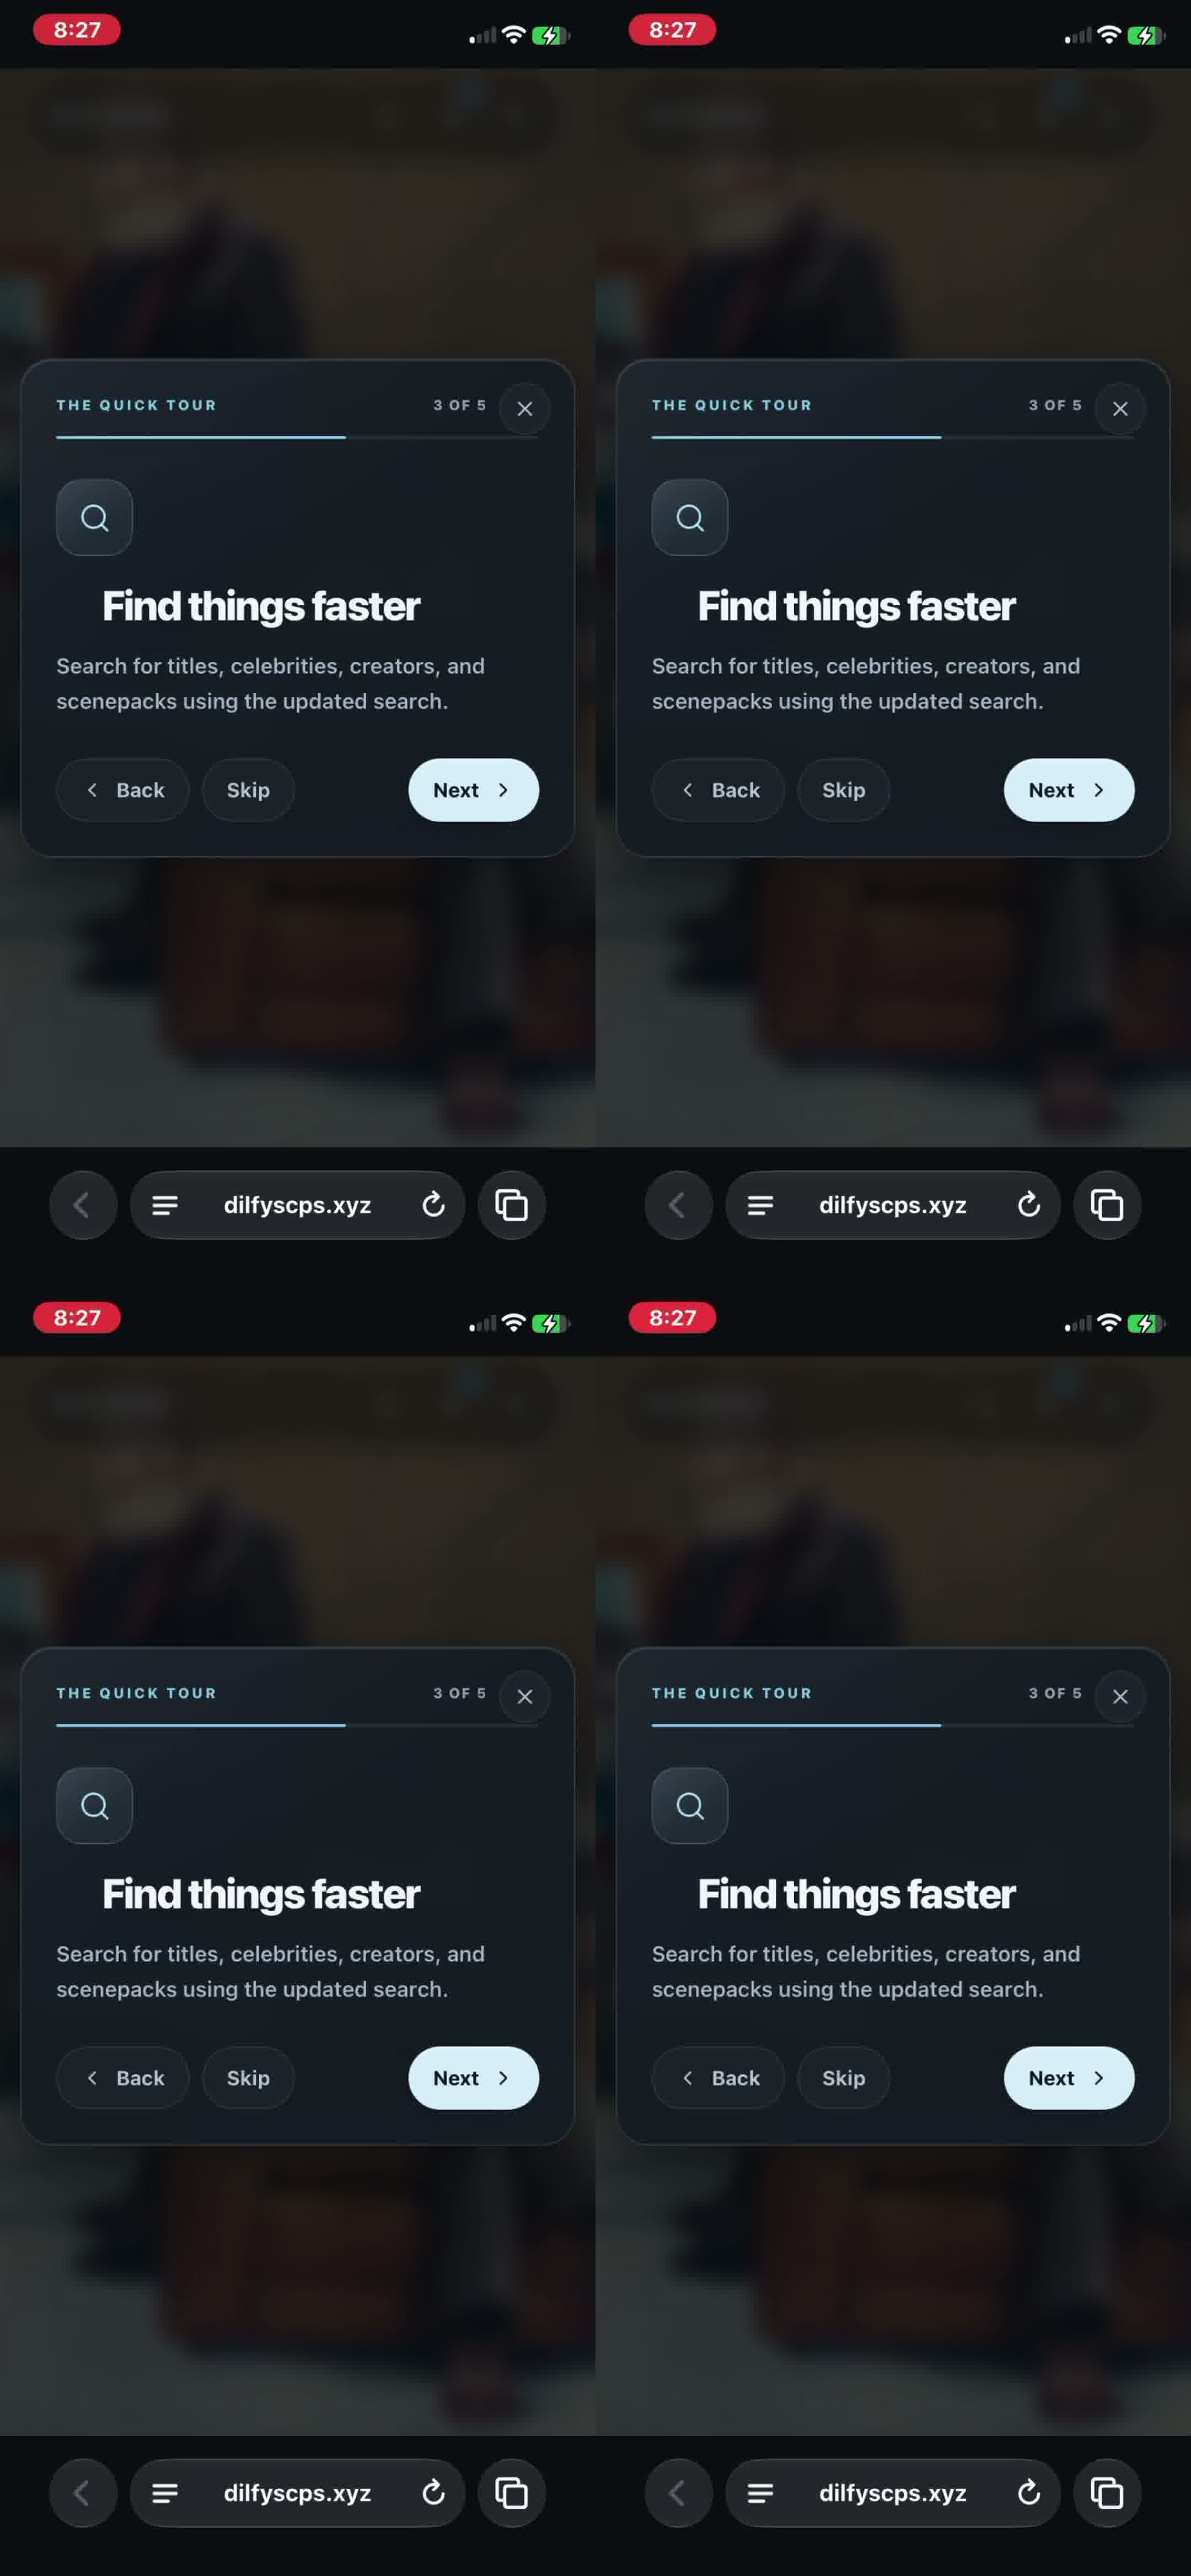 8:27
THE QUICK TOUR
3 OF 5
Find things faster
Search for titles, celebrities, creators, and
scenepacks using the updated search.
Back
Skip
Next
dilfyscps.xyz
8:27
THE QUICK TOUR
3 OF 5
Find things faster
Search for titles, celebrities, creators, and
scenepacks using the updated search.
Back
Skip
Next
dilfyscps.xyz
8:27
THE QUICK TOUR
3 OF 5
Find things faster
Search for titles, celebrities, creators, and
scenepacks using the updated search.
Back
Skip
Next
dilfyscps.xyz
8:27
THE QUICK TOUR
3 OF 5
Find things faster
Search for titles, celebrities, creators, and
scenepacks using the updated search.
Back
Skip
Next
dilfyscps.xyz